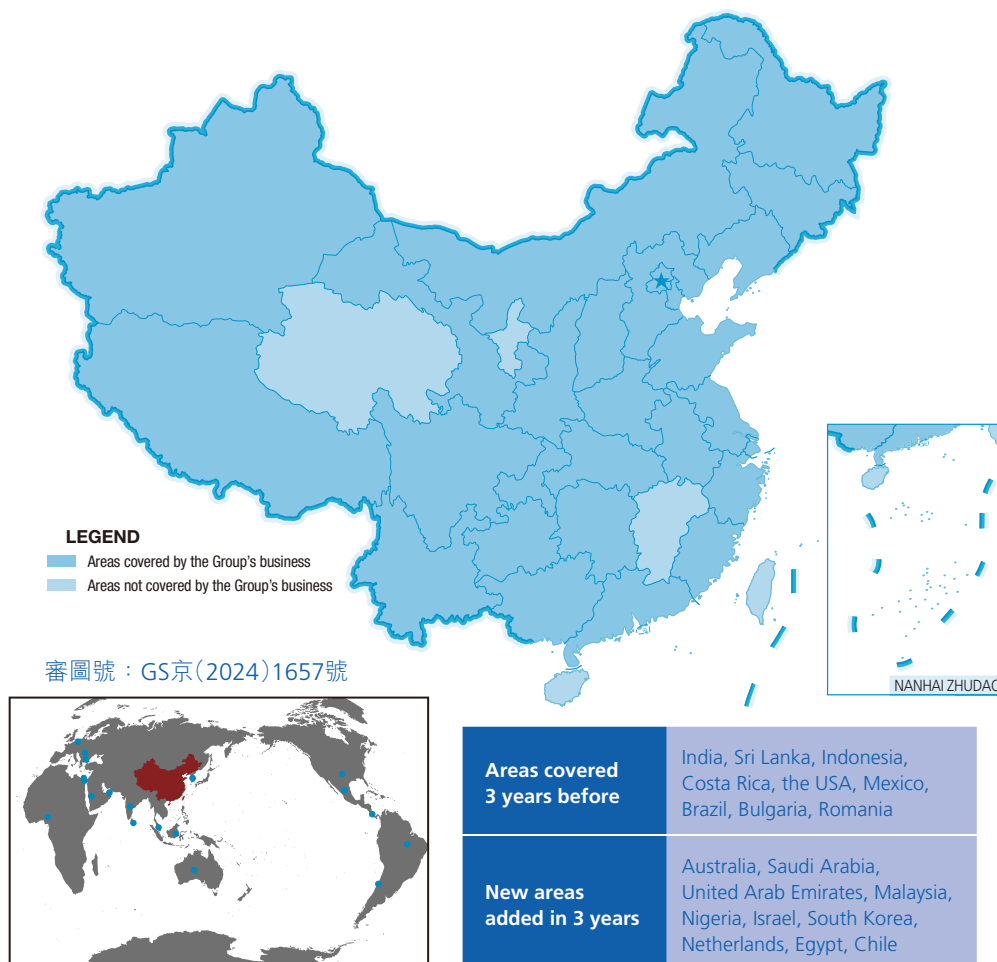 LEGEND
Areas covered by the Group's business
Areas not covered by the Group's business
審圖號：GS京(2024)1657號
NANHAI ZHUDAO
Areas covered
3 years before
India, Sri Lanka, Indonesia,
Costa Rica, the USA, Mexico,
Brazil, Bulgaria, Romania
New areas
added in 3 years
Australia, Saudi Arabia,
United Arab Emirates, Malaysia,
Nigeria, Israel, South Korea,
Netherlands, Egypt, Chile